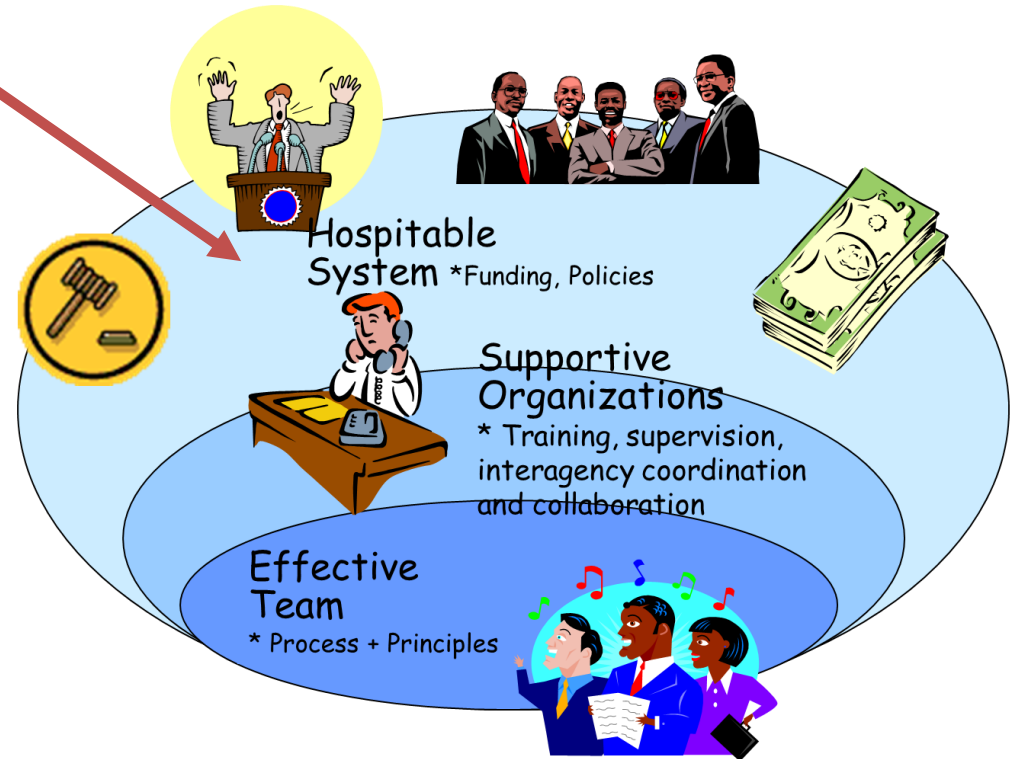 Hospitable
System *Funding, Policies
Supportive
Organizations
* Training, supervision,
interagency coordination
and collaboration
Effective
Team
* Process + Principles